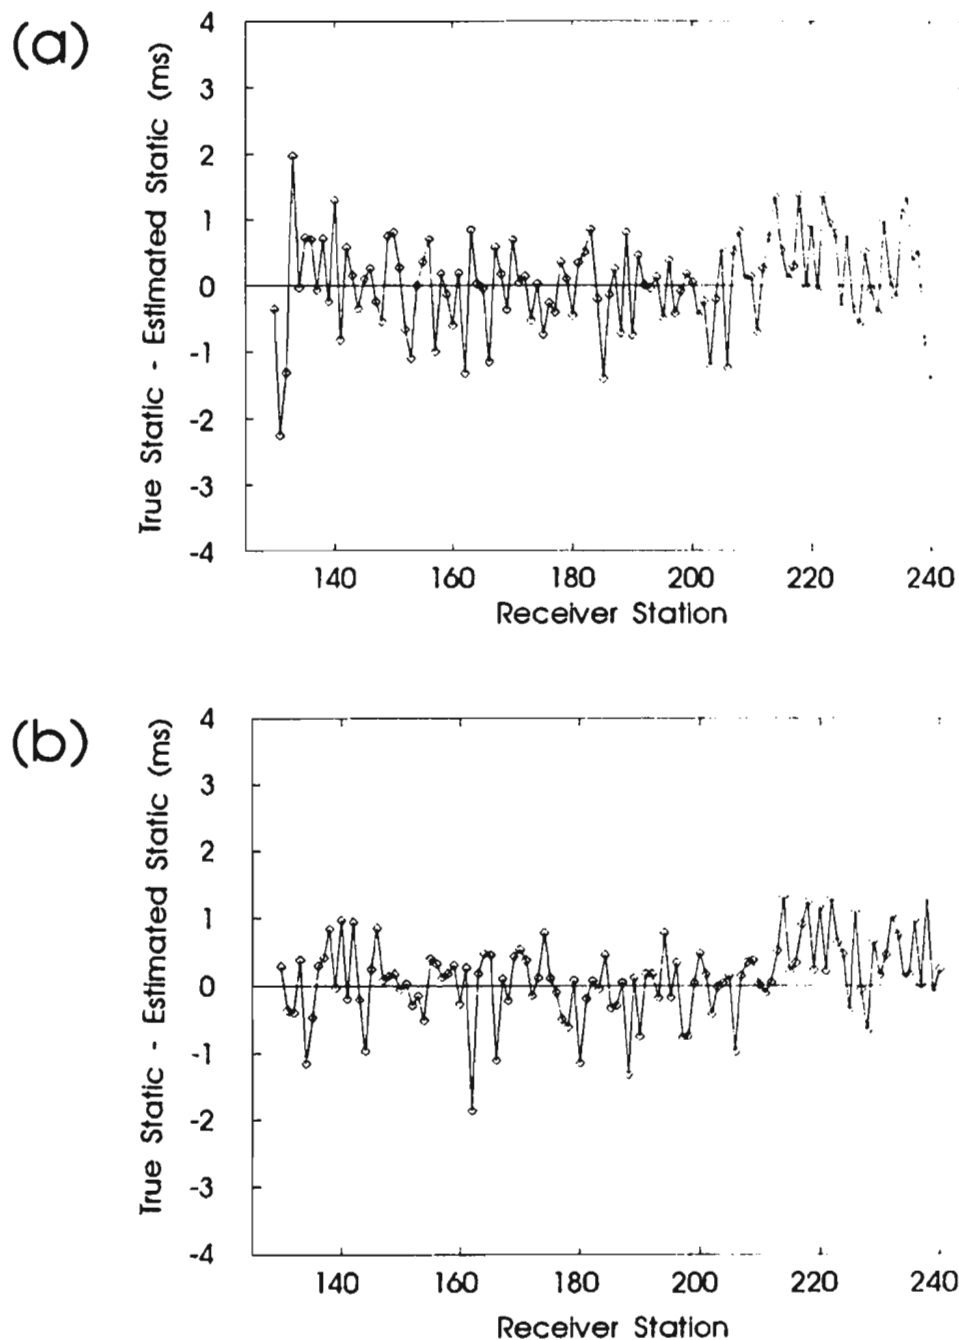 (a)
True Static - Estimated Static (ms)
4
3
2
1
0
-1
-2
-3
-4
140 160 180 200 220 240
Receiver Station
(b)
True Static - Estimated Static (ms)
4
3
2
1
0
-1
-2
-3
-4
140 160 180 200 220 240
Receiver Station